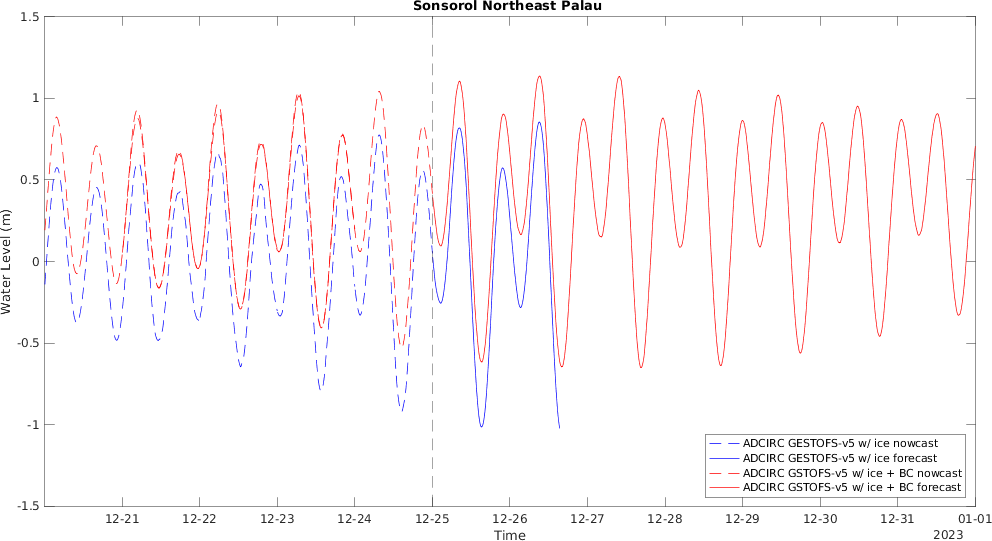 Sonsorol Northeast Palau
1.5
1
0.5
0
-0.5
-1
-1.5
Water Level (m)
ADCIRC GESTOFS-v5 w/ ice nowcast
ADCIRC GESTOFS-v5 w/ ice forecast
ADCIRC GSTOFS-v5 w/ ice + BC nowcast
ADCIRC GSTOFS-v5 w/ ice + BC forecast
12-21 12-22 12-23 12-24 12-25 12-26 12-27 12-28 12-29 12-30 12-31 01-01
Time
2023